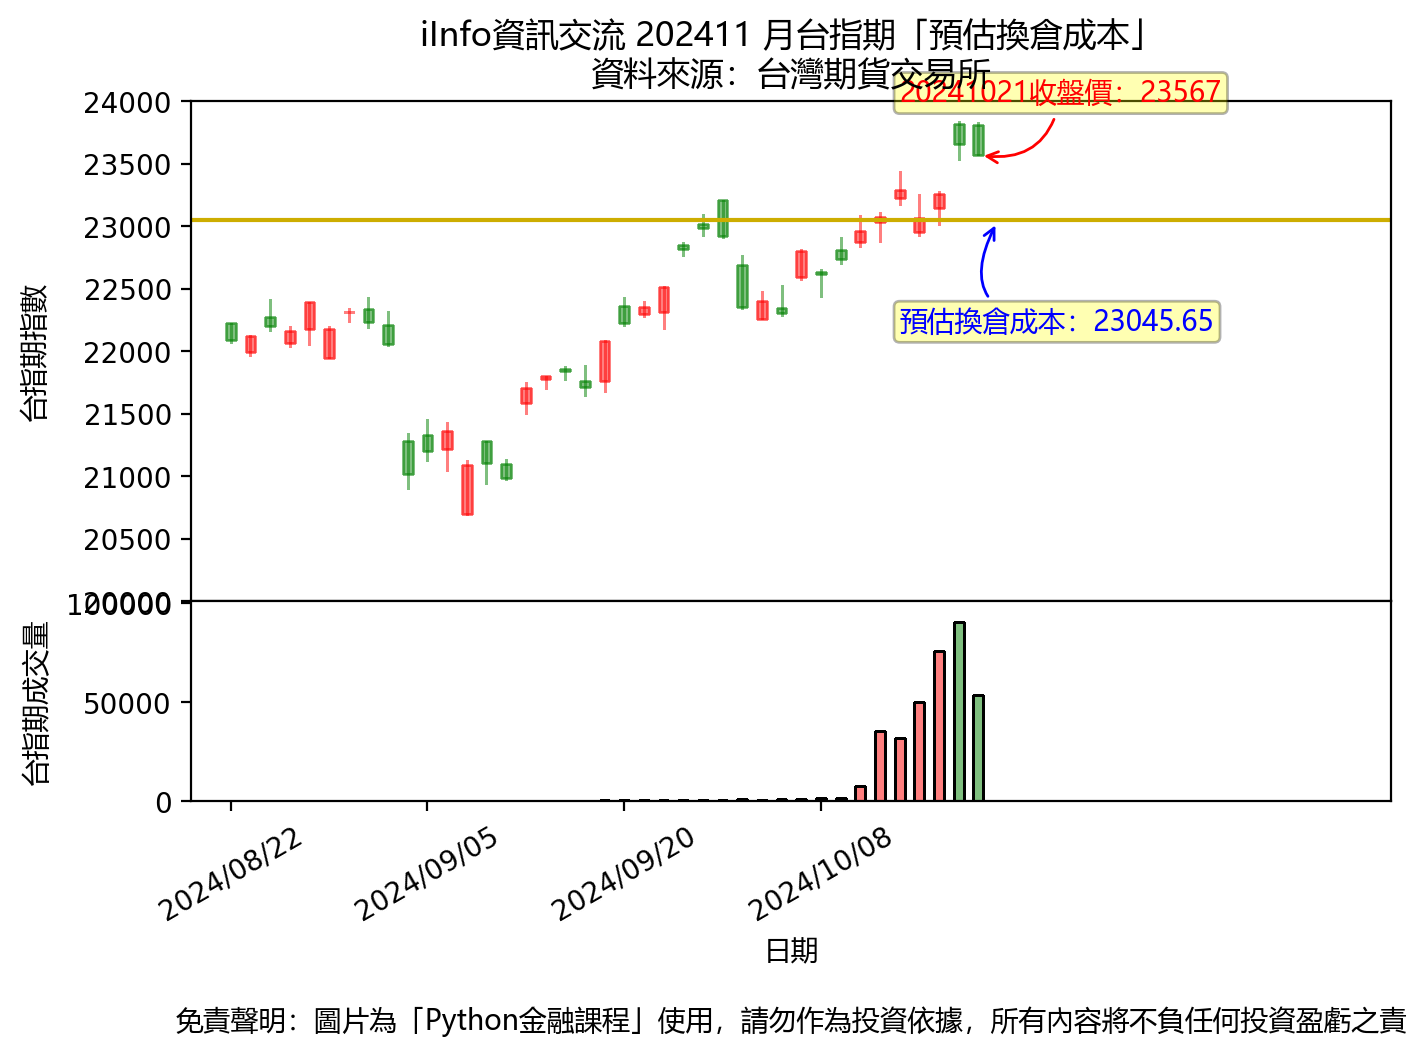 iInfo資訊交流 202411 月台指期「預估換倉成本」
資料來源：台灣期貨交易所
20241021收盤價：23567
24000
23500
23000
22500
22000
21500
21000
20500
20000
台指期指數
預估換倉成本：23045.65
100000
50000
0
台指期成交量
2024/08/22
2024/09/05
2024/09/20
2024/10/08
日期
免責聲明：圖片為「Python金融課程」使用，請勿作為投資依據，所有內容將不負任何投資盈虧之責